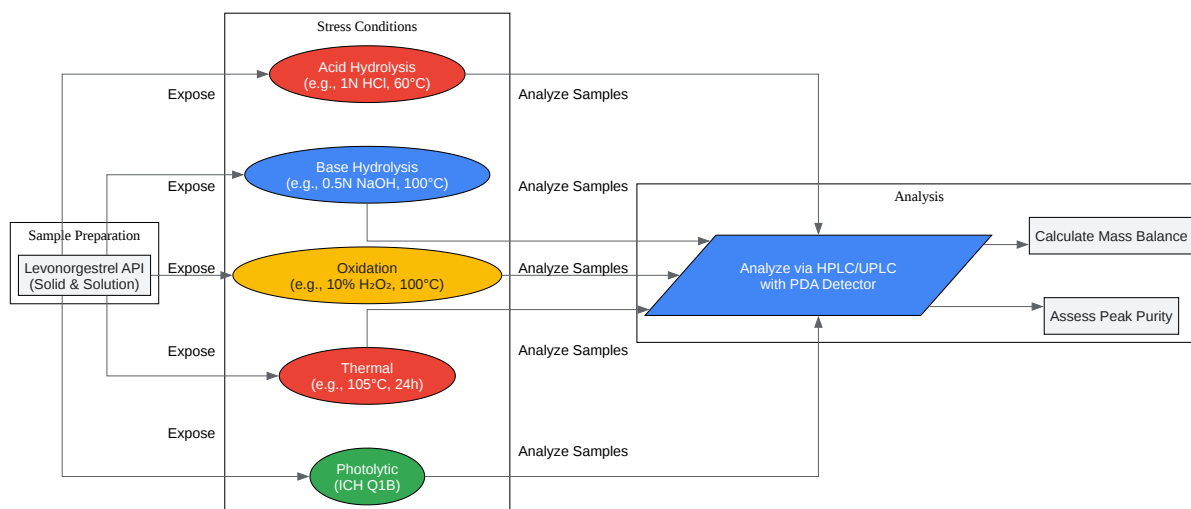 Stress Conditions
Acid Hydrolysis
(e.g., 1N HCl, 60°C)
Expose
Analyze Samples
Base Hydrolysis
(e.g., 0.5N NaOH, 100°C)
Expose
Analyze Samples
Analysis
Sample Preparation
Levonorgestrel API
(Solid & Solution)
Expose
Oxidation
(e.g., 10% H₂O₂, 100°C)
Analyze Samples
Analyze via HPLC/UPLC
with PDA Detector
Calculate Mass Balance
Assess Peak Purity
Expose
Thermal
(e.g., 105°C, 24h)
Analyze Samples
Expose
Photolytic
(ICH Q1B)
Analyze Samples